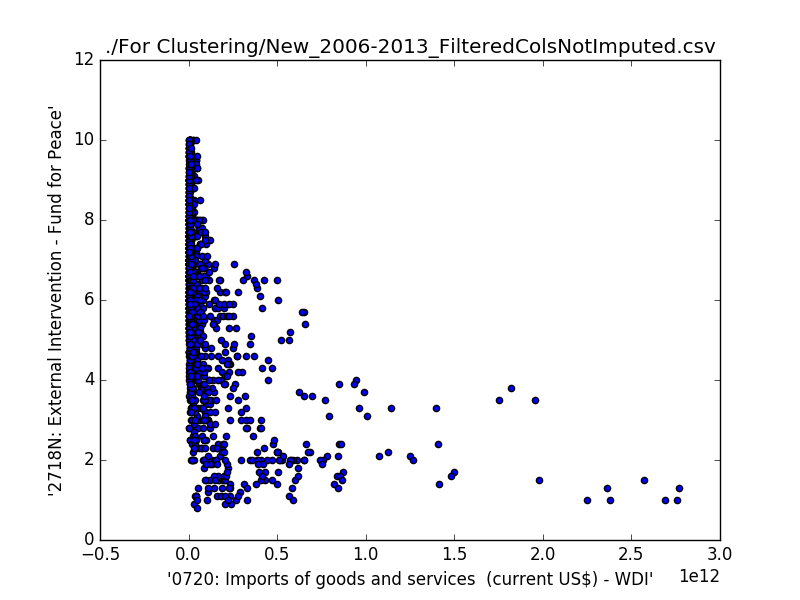 ./For Clustering/New_2006-2013_FilteredColsNotImputed.csv
12
10
8
6
4
2
0
'2718N: External Intervention - Fund for Peace'
−0.5 0.0 0.5 1.0 1.5 2.0 2.5 3.0
1e12
'0720: Imports of goods and services  (current US$) - WDI'